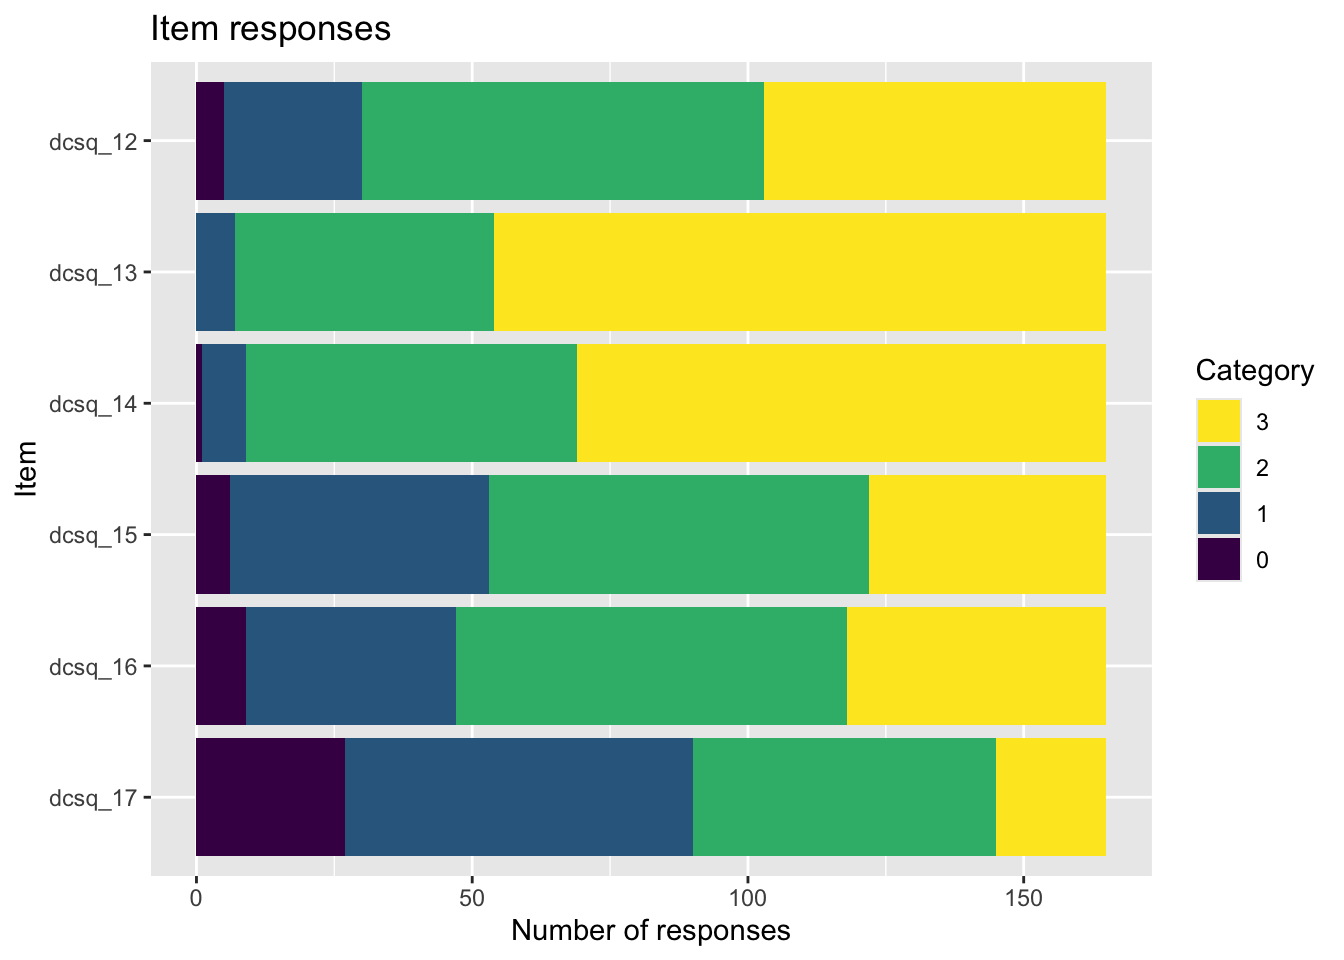 Item responses
dcsq_12
dcsq_13
dcsq_14
dcsq_15
dcsq_16
dcsq_17
Item
0 50 100 150
Number of responses
Category
3
2
1
0